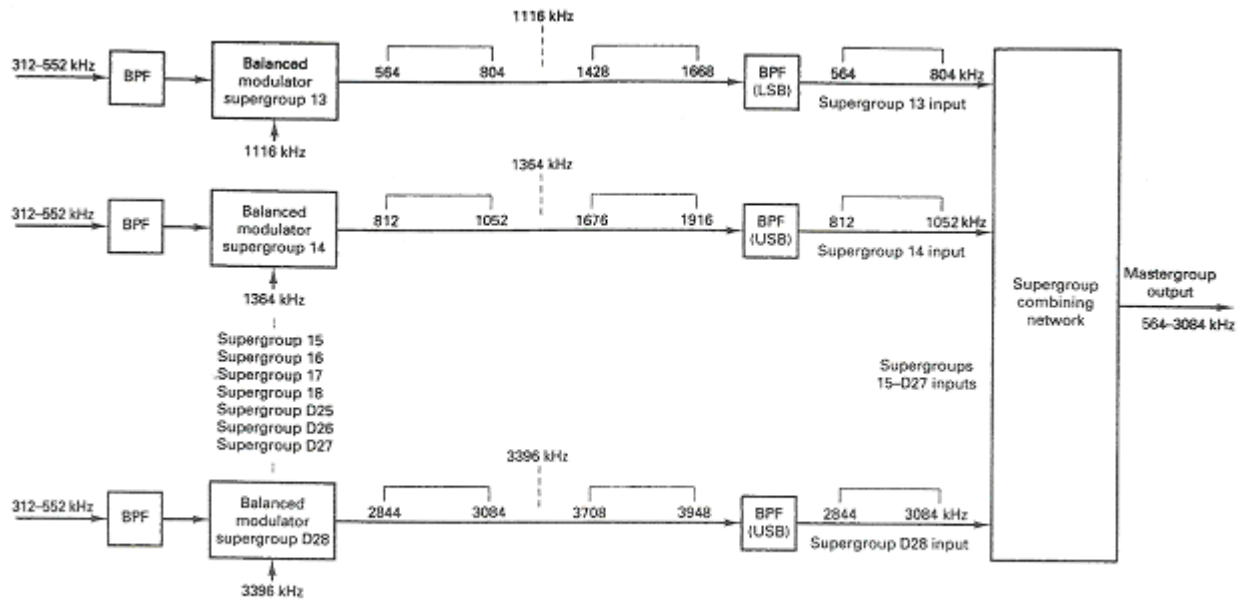 1116 kHz
312–552 kHz
BPF
Balanced
modulator
supergroup 13
564
804
1428
1668
BPF
(LSB)
564
804 kHz
Supergroup 13 input
1116 kHz
1364 kHz
312–552 kHz
BPF
Balanced
modulator
supergroup 14
812
1052
1676
1916
BPF
(USB)
812
1052 kHz
Supergroup 14 input
1364 kHz
Supergroup
combining
network
Mastergroup
output
564–3084 kHz
Supergroup 15
Supergroup 16
Supergroup 17
Supergroup 18
Supergroup D25
Supergroup D26
Supergroup D27
Supergroups
15–D27 inputs
3396 kHz
312–552 kHz
BPF
Balanced
modulator
supergroup D28
2844
3084
3708
3948
BPF
(USB)
2844
3084 kHz
Supergroup D28 input
3396 kHz